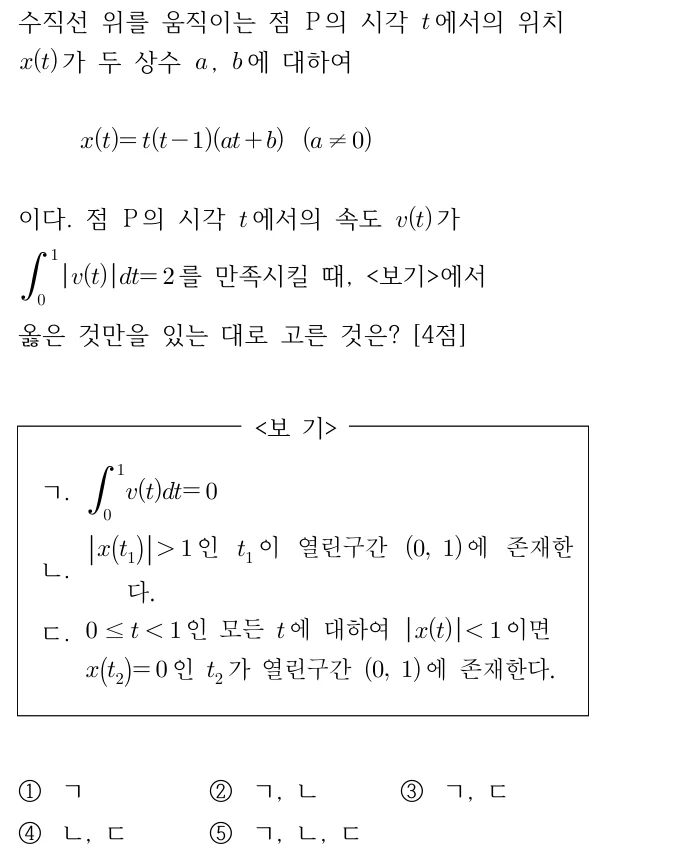 수직선 위를 움직이는 점 P의 시각 t에서의 위치
x(t)가 두 상수 a, b에 대하여
x(t)=t(t-1)(at+b) (a≠0)
이다. 점 P의 시각 t에서의 속도 v(t)가
∫₀¹|v(t)|dt=2를 만족시킬 때, <보기>에서
옳은 것만을 있는 대로 고른 것은? [4점]
<보 기>
ㄱ. ∫₀¹v(t)dt=0
ㄴ. |x(t₁)|>1인 t₁이 열린구간 (0, 1)에 존재한
다.
ㄷ. 0≤t<1인 모든 t에 대하여 |x(t)|<1이면
x(t₂)=0인 t₂가 열린구간 (0, 1)에 존재한다.
① ㄱ ② ㄱ, ㄴ ③ ㄱ, ㄷ
④ ㄴ, ㄷ ⑤ ㄱ, ㄴ, ㄷ